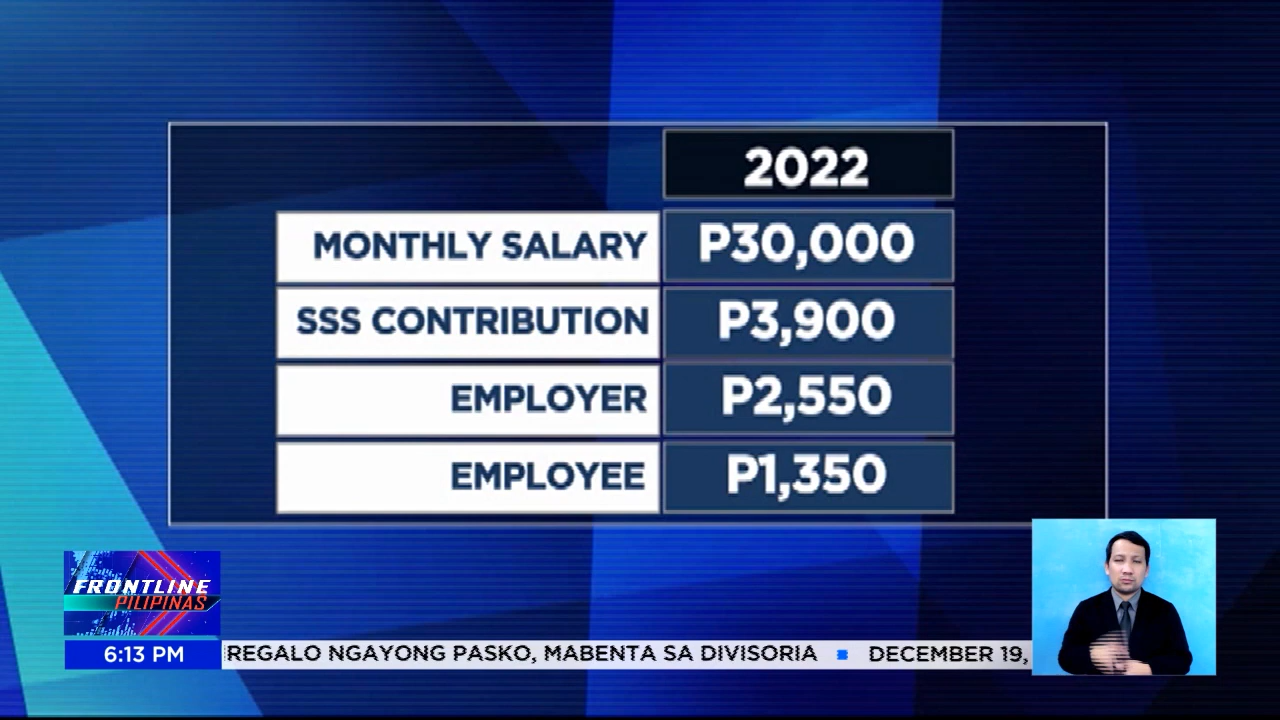 2022
MONTHLY SALARY P30,000
SSS CONTRIBUTION P3,900
EMPLOYER P2,550
EMPLOYEE P1,350
FRONTLINE
PILIPINAS
6:13 PM REGALO NGAYONG PASKO, MABENTA SA DIVISORIA ■ DECEMBER 19,